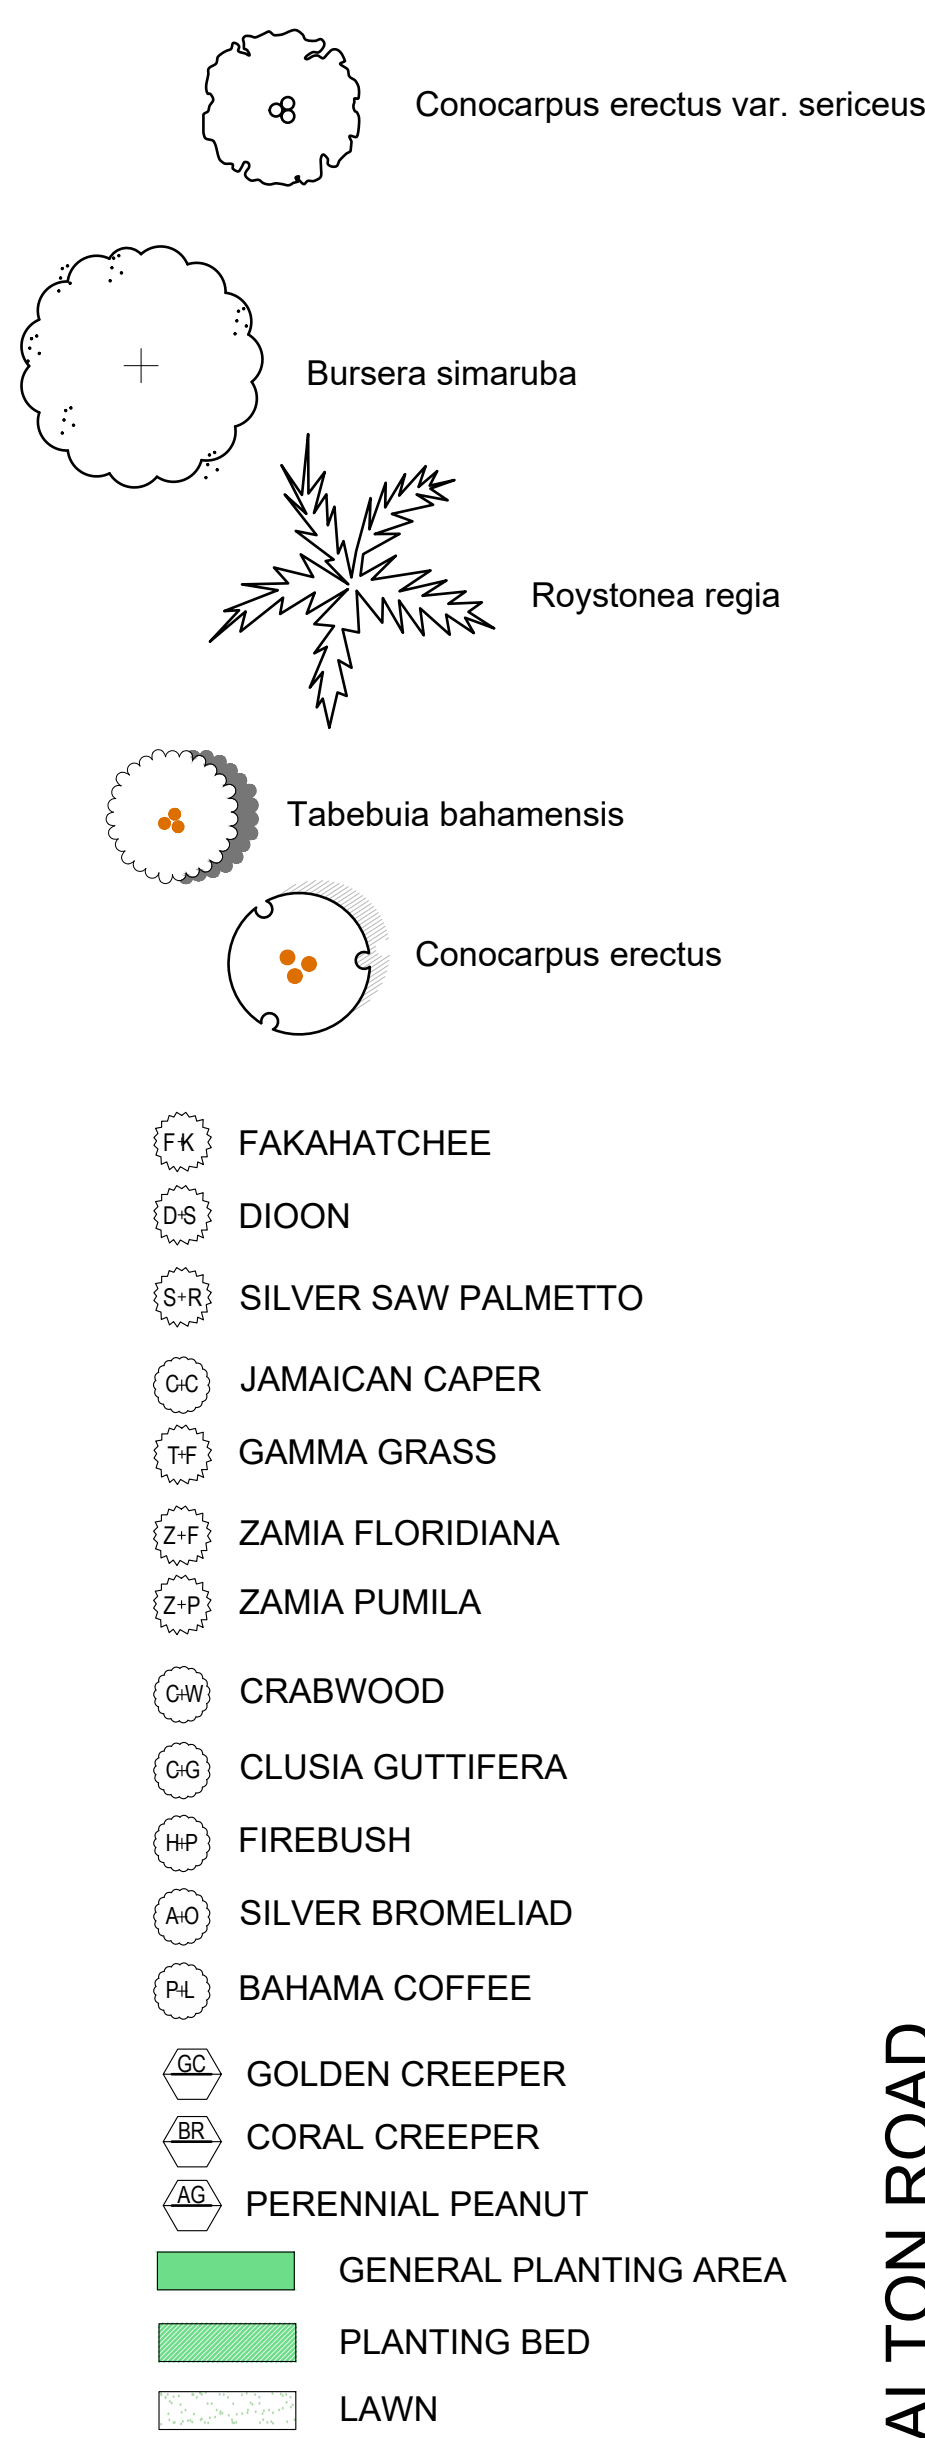 Conocarpus erectus var. sericeus
Bursera simaruba
Roystonea regia
Tabebuia bahamensis
Conocarpus erectus
F+K FAKAHATCHEE
D+S DIOON
S+R SILVER SAW PALMETTO
C+C JAMAICAN CAPER
T+F GAMMA GRASS
Z+F ZAMIA FLORIDIANA
Z+P ZAMIA PUMILA
C+W CRABWOOD
C+G CLUSIA GUTTIFERA
H+P FIREBUSH
A+O SILVER BROMELIAD
P+L BAHAMA COFFEE
GC GOLDEN CREEPER
BR CORAL CREEPER
AG PERENNIAL PEANUT
GENERAL PLANTING AREA
PLANTING BED
LAWN
ALTON ROAD